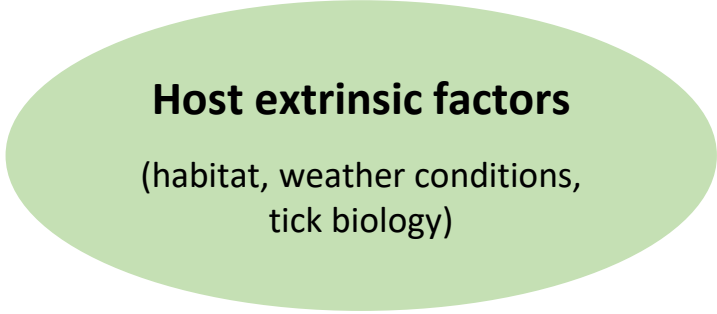 Host extrinsic factors
(habitat, weather conditions,
tick biology)